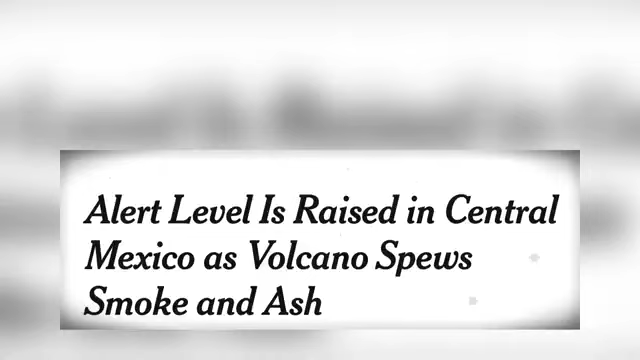 Alert Level Is Raised in Central
Mexico as Volcano Spews
Smoke and Ash